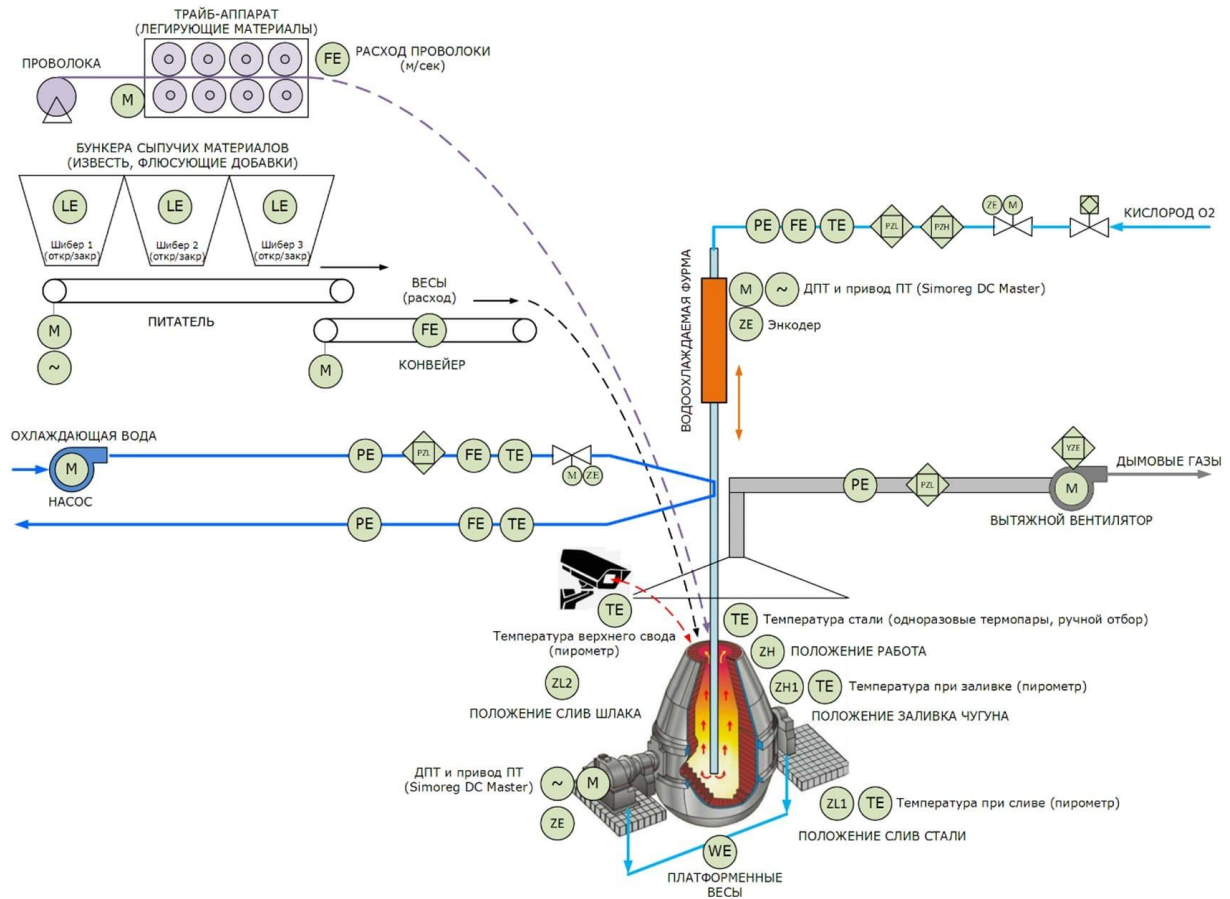 ТРАЙБ-АППАРАТ
(ЛЕГИРУЮЩИЕ МАТЕРИАЛЫ)
FE
РАСХОД ПРОВОЛОКИ
(м/сек)
ПРОВОЛОКА
M
БУНКЕРА СЫПУЧИХ МАТЕРИАЛОВ
(ИЗВЕСТЬ, ФЛЮСУЮЩИЕ ДОБАВКИ)
LE
LE
LE
Шибер 1
(откр/закр)
Шибер 2
(откр/закр)
Шибер 3
(откр/закр)
ПИТАТЕЛЬ
M
~
ВЕСЫ
(расход)
FE
M
КОНВЕЙЕР
PE
FE
TE
PZL
PZH
ZE
M
КИСЛОРОД О2
ВОДООХЛАЖДАЕМАЯ ФУРМА
M
~
ДПТ и привод ПТ (Simoreg DC Master)
ZE
Энкодер
ОХЛАЖДАЮЩАЯ ВОДА
M
НАСОС
PE
PZL
FE
TE
M
ZE
PE
FE
TE
PE
PZL
YZE
M
ДЫМОВЫЕ ГАЗЫ
ВЫТЯЖНОЙ ВЕНТИЛЯТОР
TE
Температура верхнего свода
(пирометр)
TE
Температура стали (одноразовые термопары, ручной отбор)
ZH
ПОЛОЖЕНИЕ РАБОТА
ZL2
ПОЛОЖЕНИЕ СЛИВ ШЛАКА
ZH1
TE
Температура при заливке (пирометр)
ПОЛОЖЕНИЕ ЗАЛИВКА ЧУГУНА
ДПТ и привод ПТ
(Simoreg DC Master)
~
M
ZE
ZL1
TE
Температура при сливе (пирометр)
ПОЛОЖЕНИЕ СЛИВ СТАЛИ
WE
ПЛАТФОРМЕННЫЕ
ВЕСЫ